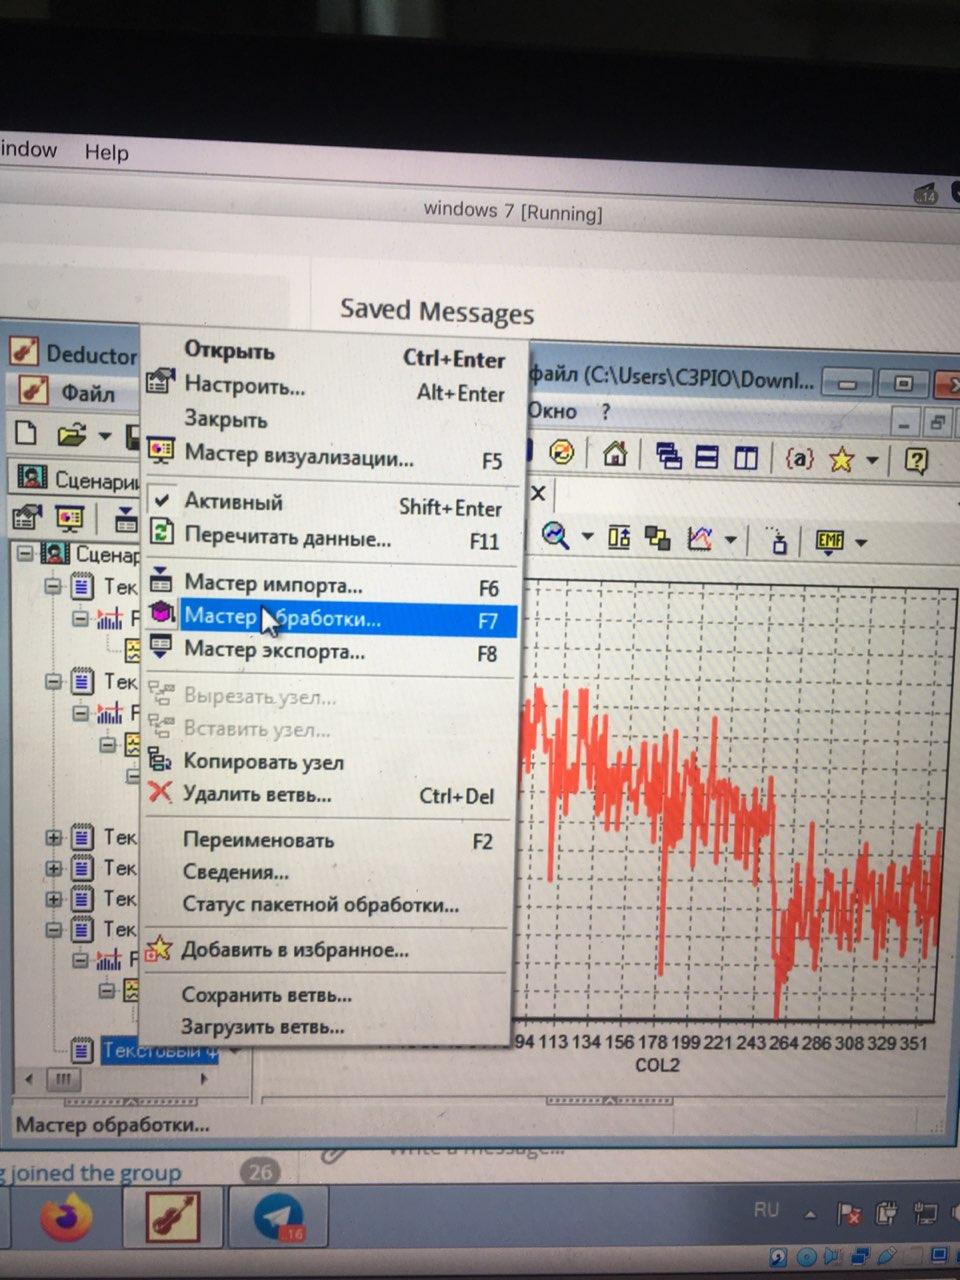 indow Help
14
windows 7 [Running]
Saved Messages
Deductor
файл (C:\Users\C3PIO\Downl...
Файл
Окно ?
Сценари
{a}
EMF
Сценар
Тек
Тек
Тек
Тек
Тек
Тек
Текстовый ф
Открыть Ctrl+Enter
Настроить... Alt+Enter
Закрыть
Мастер визуализации... F5
Активный Shift+Enter
Перечитать данные... F11
Мастер импорта... F6
Мастер обработки... F7
Мастер экспорта... F8
Вырезать узел...
Вставить узел...
Копировать узел
Удалить ветвь... Ctrl+Del
Переименовать F2
Сведения...
Статус пакетной обработки...
Добавить в избранное...
Сохранить ветвь...
Загрузить ветвь...
94 113 134 156 178 199 221 243 264 286 308 329 351
COL2
Мастер обработки...
Write a message...
g joined the group 26
..16
RU